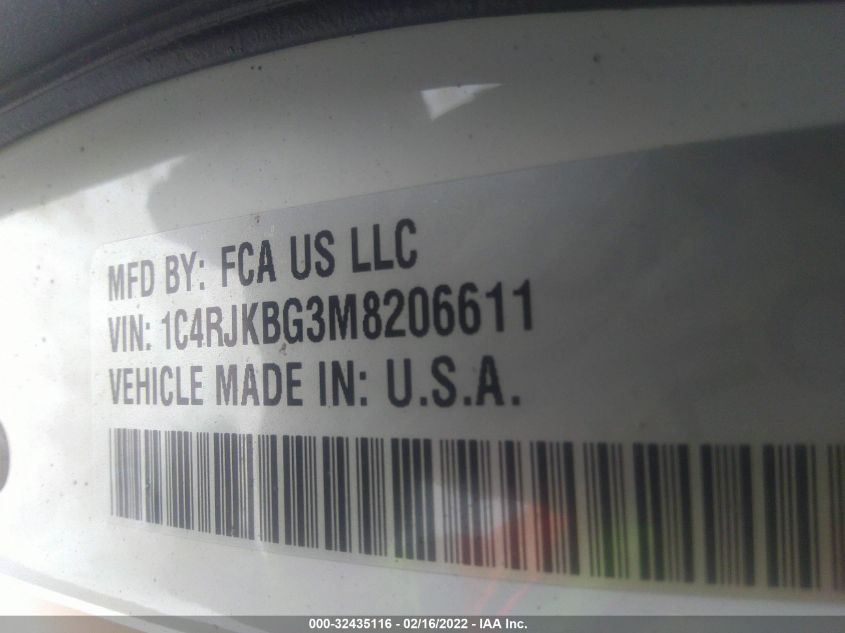 MFD BY: FCA US LLC
VIN: 1C4RJKBG3M8206611
VEHICLE MADE IN: U.S.A.
000-32435116 - 02/16/2022 - IAA Inc.